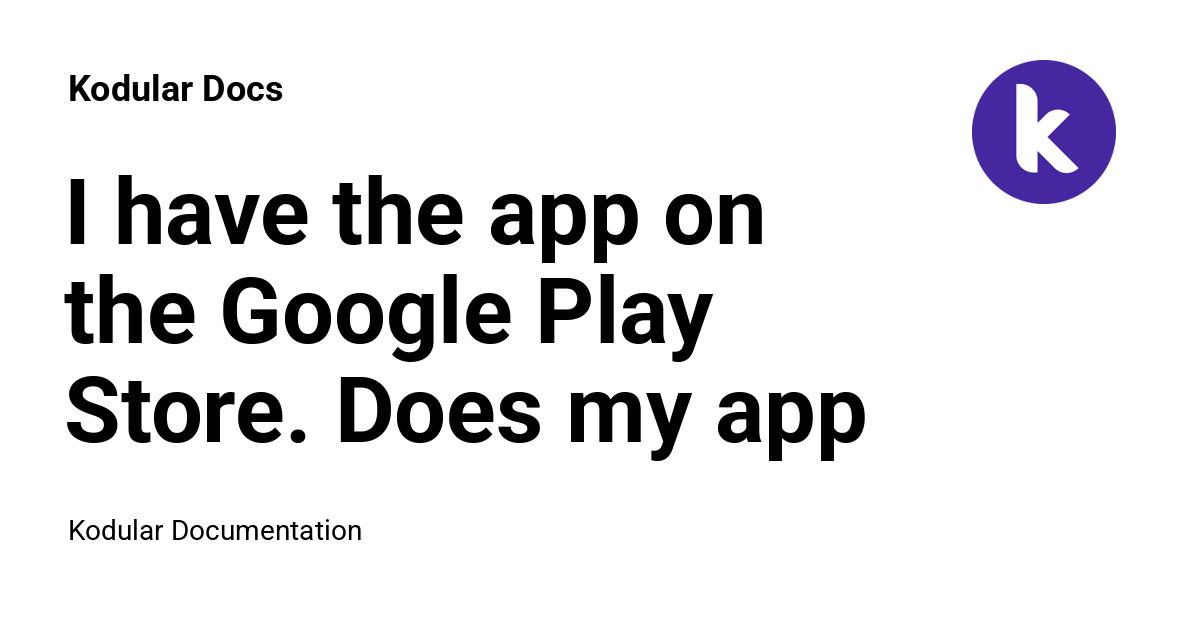 Kodular Docs
k
I have the app on
the Google Play
Store. Does my app
Kodular Documentation